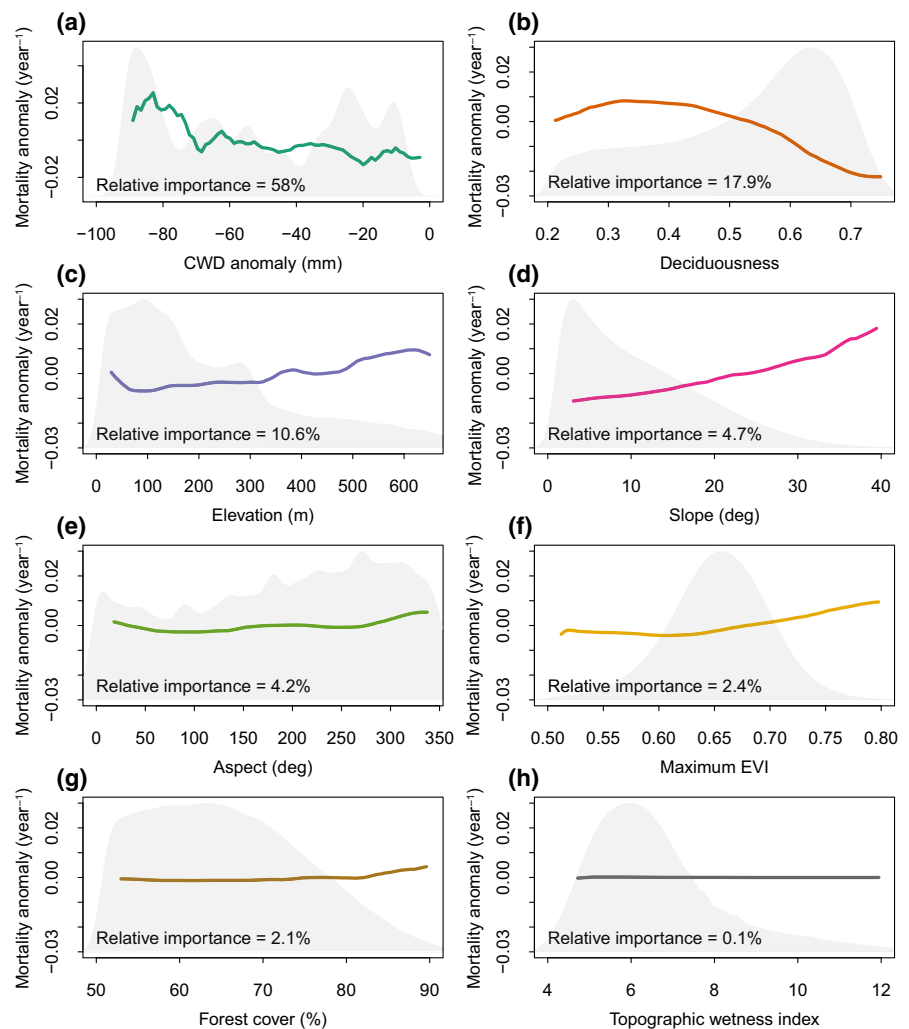 (a)
Mortality anomaly (year⁻¹)
0.02
−0.02
Relative importance = 58%
−100 −80 −60 −40 −20 0
CWD anomaly (mm)
(b)
Mortality anomaly (year⁻¹)
0.02
0.00
−0.03
Relative importance = 17.9%
0.2 0.3 0.4 0.5 0.6 0.7
Deciduousness
(c)
Mortality anomaly (year⁻¹)
0.02
0.00
−0.03
Relative importance = 10.6%
0 100 200 300 400 500 600
Elevation (m)
(d)
Mortality anomaly (year⁻¹)
0.02
0.00
−0.03
Relative importance = 4.7%
0 10 20 30 40
Slope (deg)
(e)
Mortality anomaly (year⁻¹)
0.02
0.00
−0.03
Relative importance = 4.2%
0 50 100 150 200 250 300 350
Aspect (deg)
(f)
Mortality anomaly (year⁻¹)
0.02
0.00
−0.03
Relative importance = 2.4%
0.50 0.55 0.60 0.65 0.70 0.75 0.80
Maximum EVI
(g)
Mortality anomaly (year⁻¹)
0.02
0.00
−0.03
Relative importance = 2.1%
50 60 70 80 90
Forest cover (%)
(h)
Mortality anomaly (year⁻¹)
0.02
0.00
−0.03
Relative importance = 0.1%
4 6 8 10 12
Topographic wetness index